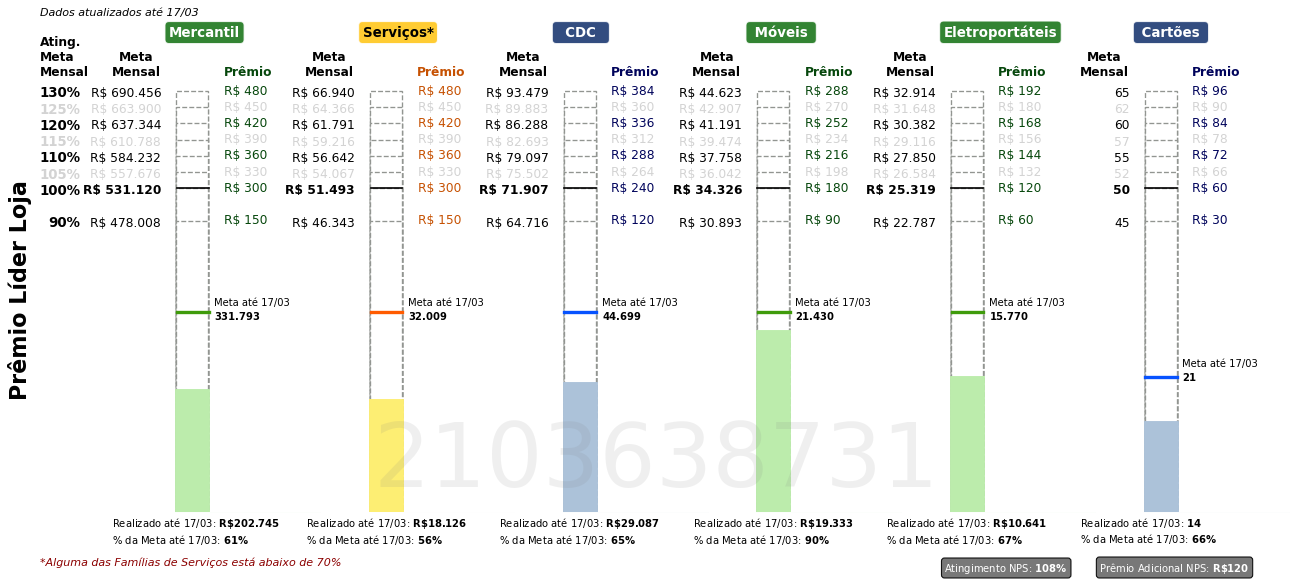 Dados atualizados até 17/03
Mercantil Serviços* CDC Móveis Eletroportáteis Cartões
Ating. Meta Mensal Meta Mensal Prêmio Meta Mensal Prêmio Meta Mensal Prêmio Meta Mensal Prêmio Meta Mensal Prêmio Meta Mensal Prêmio
130% R$ 690.456 R$ 480 R$ 66.940 R$ 480 R$ 93.479 R$ 384 R$ 44.623 R$ 288 R$ 32.914 R$ 192 65 R$ 96
125% R$ 663.900 R$ 450 R$ 64.366 R$ 450 R$ 89.883 R$ 360 R$ 42.907 R$ 270 R$ 31.648 R$ 180 62 R$ 90
120% R$ 637.344 R$ 420 R$ 61.791 R$ 420 R$ 86.288 R$ 336 R$ 41.191 R$ 252 R$ 30.382 R$ 168 60 R$ 84
115% R$ 610.788 R$ 390 R$ 59.216 R$ 390 R$ 82.693 R$ 312 R$ 39.474 R$ 234 R$ 29.116 R$ 156 57 R$ 78
110% R$ 584.232 R$ 360 R$ 56.642 R$ 360 R$ 79.097 R$ 288 R$ 37.758 R$ 216 R$ 27.850 R$ 144 55 R$ 72
105% R$ 557.676 R$ 330 R$ 54.067 R$ 330 R$ 75.502 R$ 264 R$ 36.042 R$ 198 R$ 26.584 R$ 132 52 R$ 66
100% R$ 531.120 R$ 300 R$ 51.493 R$ 300 R$ 71.907 R$ 240 R$ 34.326 R$ 180 R$ 25.319 R$ 120 50 R$ 60
90% R$ 478.008 R$ 150 R$ 46.343 R$ 150 R$ 64.716 R$ 120 R$ 30.893 R$ 90 R$ 22.787 R$ 60 45 R$ 30
Prêmio Líder Loja
Meta até 17/03 Meta até 17/03 Meta até 17/03 Meta até 17/03 Meta até 17/03
331.793 32.009 44.699 21.430 15.770
Meta até 17/03
21
2103638731
Realizado até 17/03: R$202.745 Realizado até 17/03: R$18.126 Realizado até 17/03: R$29.087 Realizado até 17/03: R$19.333 Realizado até 17/03: R$10.641 Realizado até 17/03: 14
% da Meta até 17/03: 61% % da Meta até 17/03: 56% % da Meta até 17/03: 65% % da Meta até 17/03: 90% % da Meta até 17/03: 67% % da Meta até 17/03: 66%
*Alguma das Famílias de Serviços está abaixo de 70%
Atingimento NPS: 108% Prêmio Adicional NPS: R$120